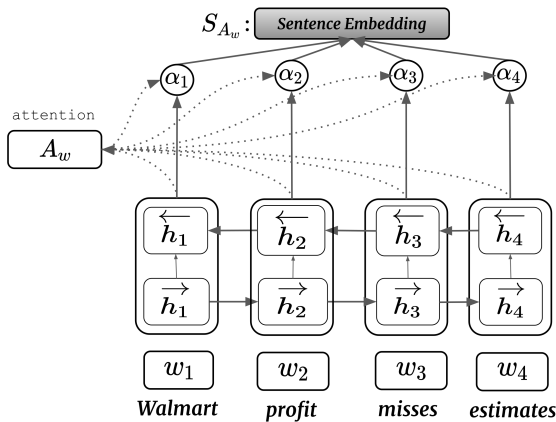 S_{A_w}: Sentence Embedding
α₁ α₂ α₃ α₄
attention
A_w
←h₁ ←h₂ ←h₃ ←h₄
→h₁ →h₂ →h₃ →h₄
w₁ w₂ w₃ w₄
Walmart profit misses estimates